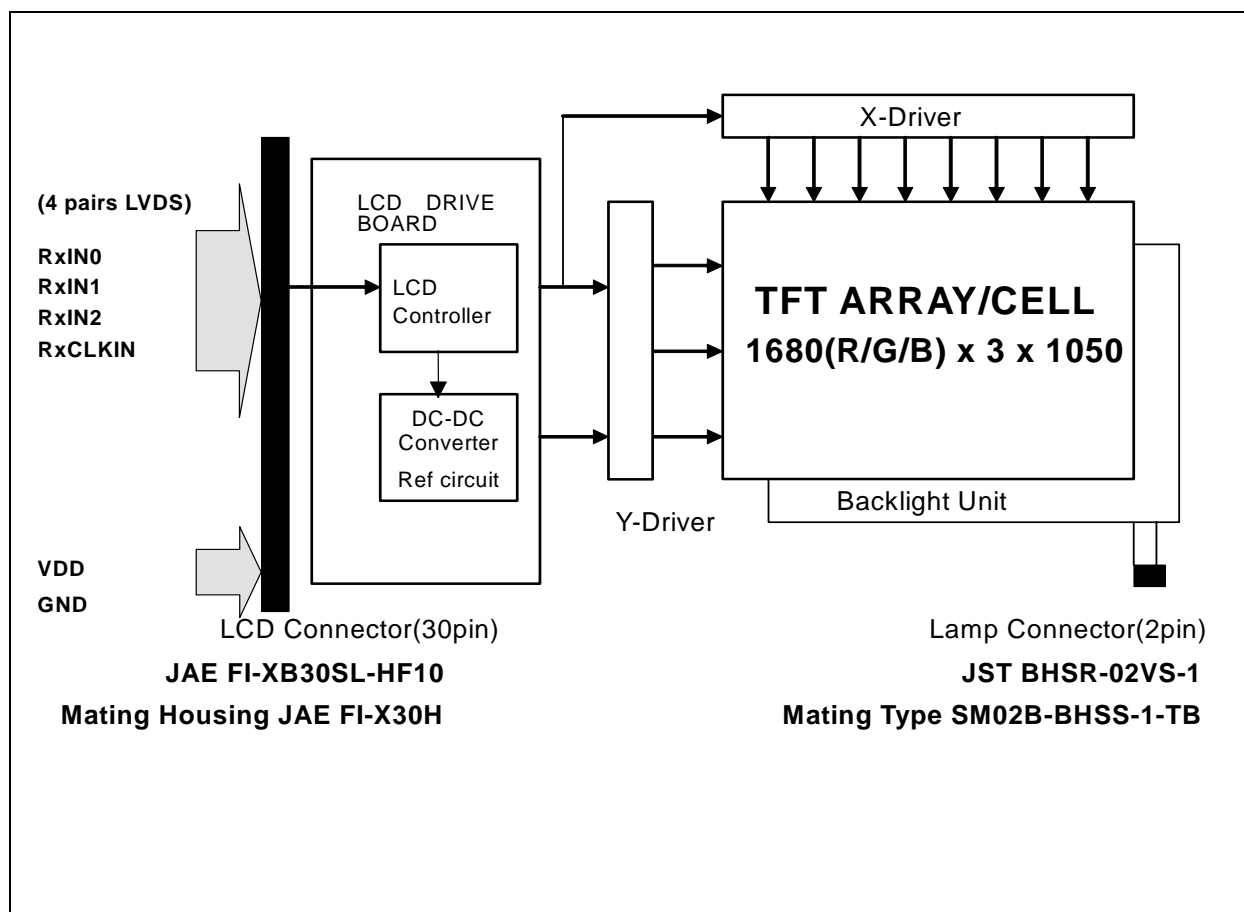 X-Driver
(4 pairs LVDS)
RxIN0
RxIN1
RxIN2
RxCLKIN
LCD DRIVE
BOARD
LCD
Controller
DC-DC
Converter
Ref circuit
TFT ARRAY/CELL
1680(R/G/B) x 3 x 1050
Backlight Unit
Y-Driver
VDD
GND
LCD Connector(30pin)
JAE FI-XB30SL-HF10
Mating Housing JAE FI-X30H
Lamp Connector(2pin)
JST BHSR-02VS-1
Mating Type SM02B-BHSS-1-TB